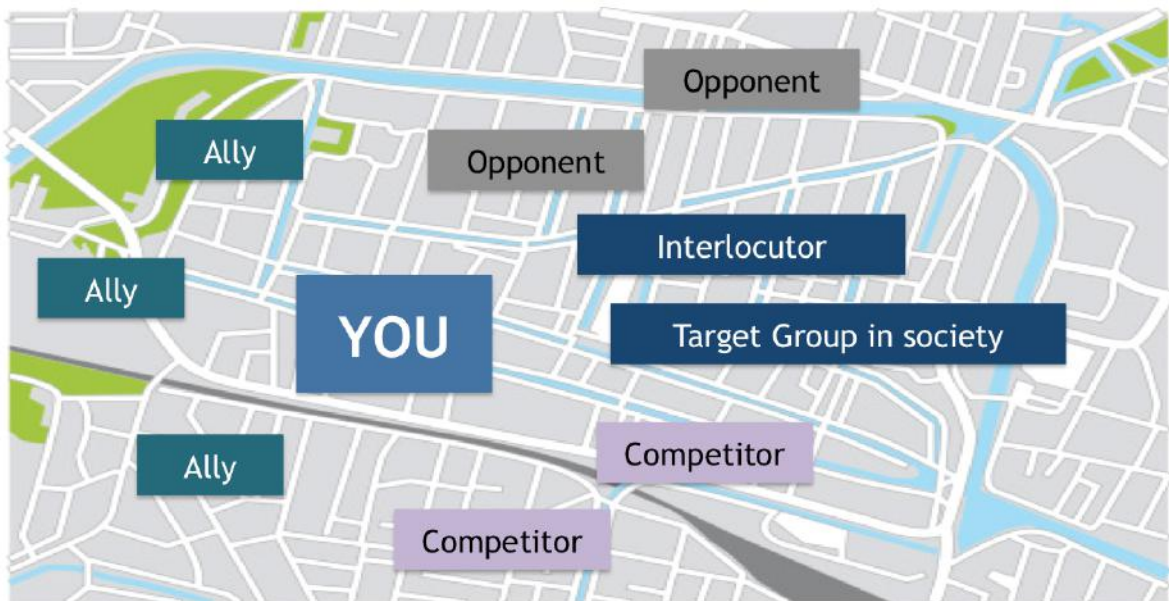 Opponent
Ally
Opponent
Interlocutor
Ally
YOU
Target Group in society
Competitor
Ally
Competitor